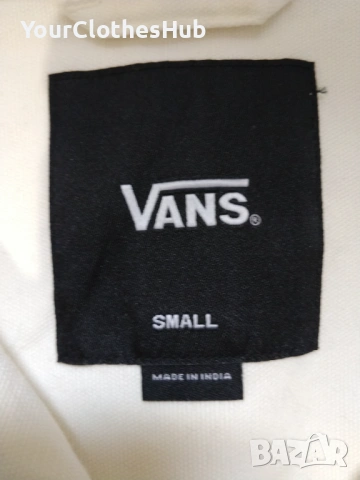 YourClothesHub
VANS®
SMALL
MADE IN INDIA
BAZAR